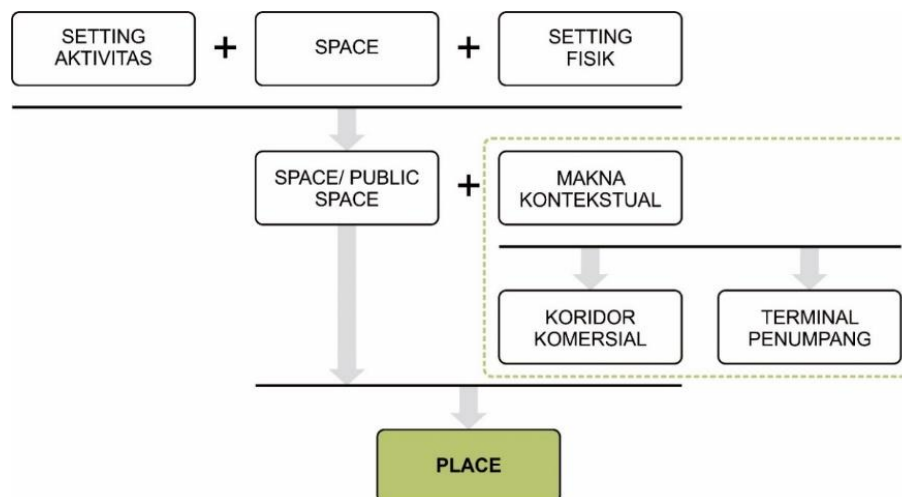 SETTING
AKTIVITAS
+
SPACE
+
SETTING
FISIK
SPACE/ PUBLIC
SPACE
+
MAKNA
KONTEKSTUAL
KORIDOR
KOMERSIAL
TERMINAL
PENUMPANG
PLACE